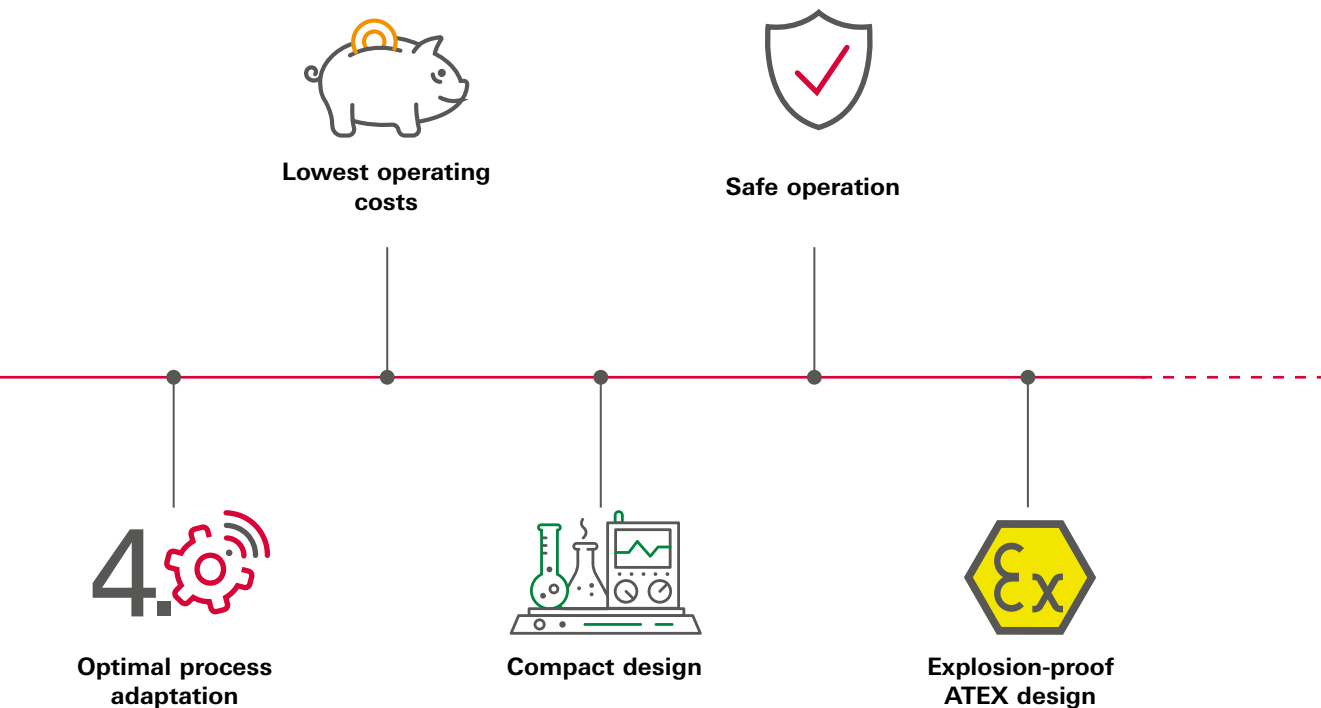 Lowest operating
costs
Safe operation
4.
Optimal process
adaptation
Compact design
Ex
Explosion-proof
ATEX design